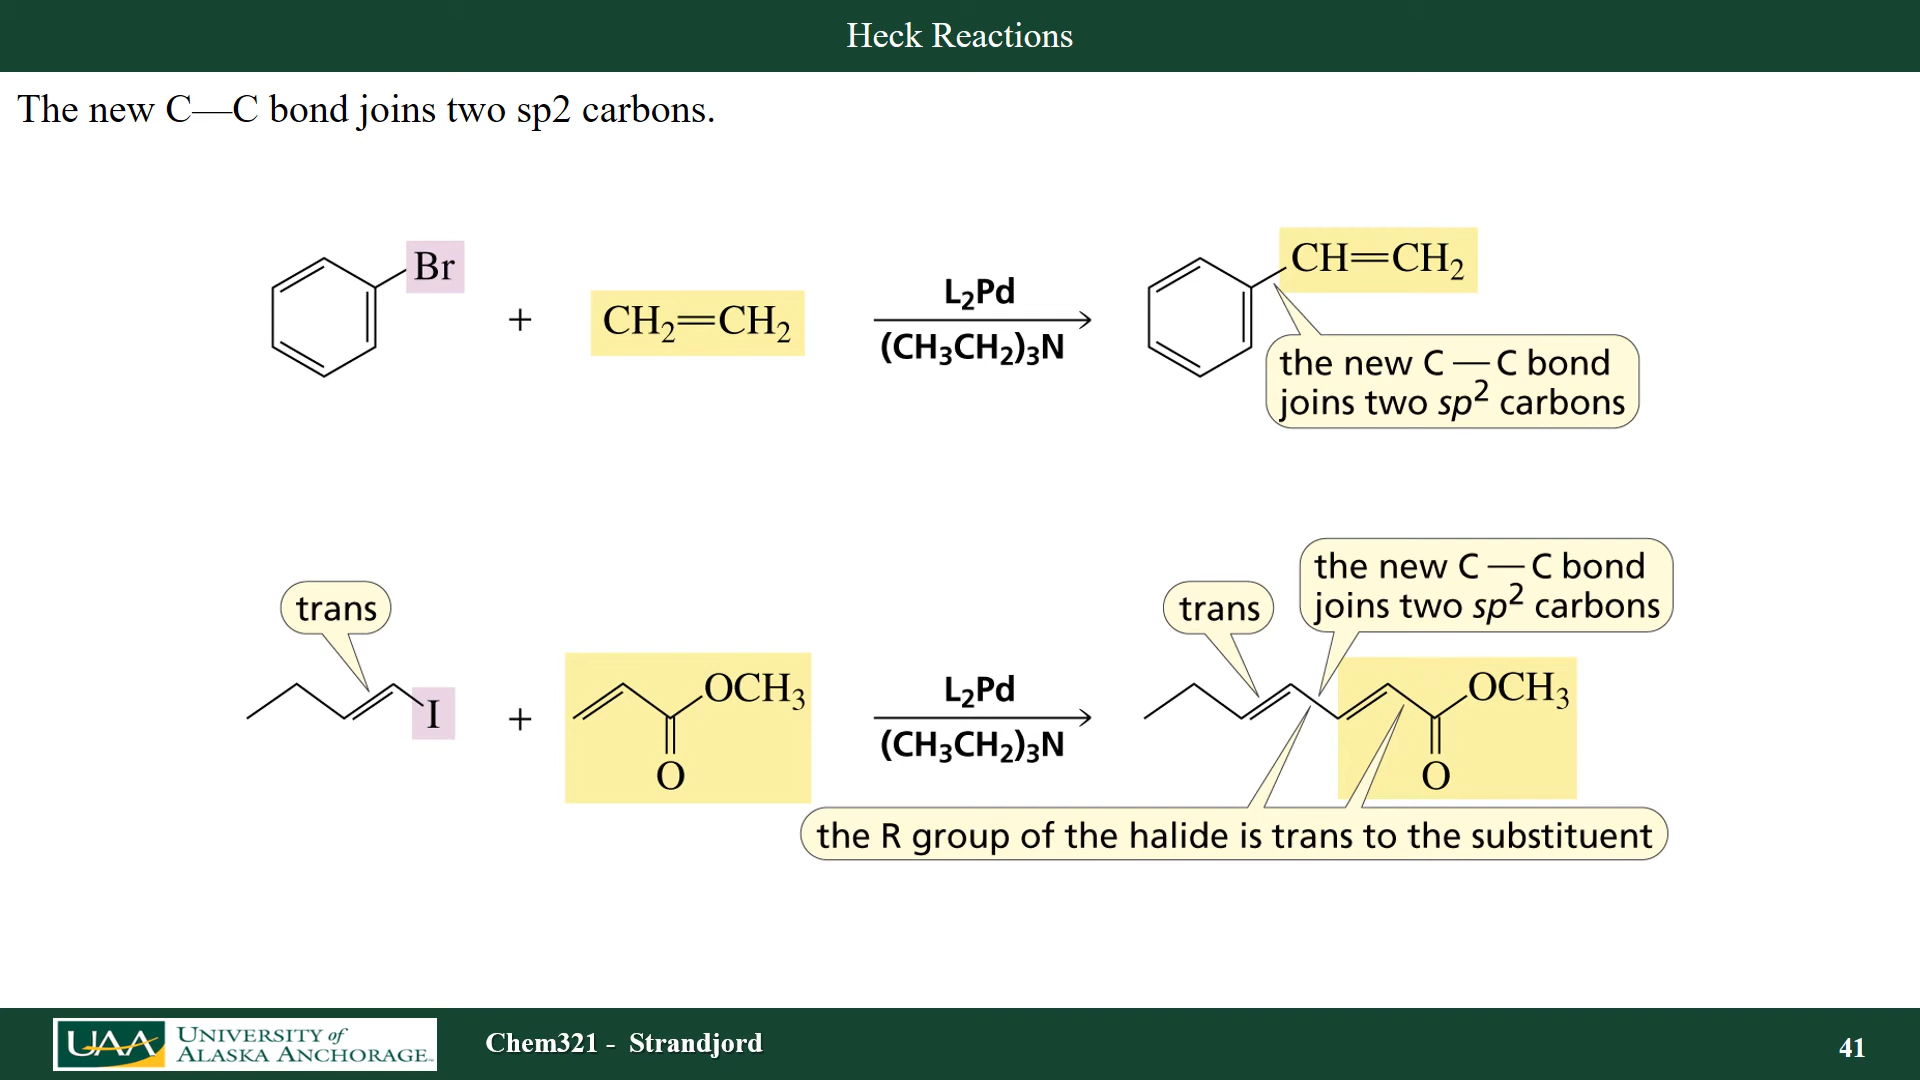 Heck Reactions
The new C—C bond joins two sp2 carbons.
Br
+
CH₂=CH₂
L₂Pd
(CH₃CH₂)₃N
CH=CH₂
the new C — C bond
joins two sp² carbons
trans
I
+
OCH₃
O
L₂Pd
(CH₃CH₂)₃N
trans
the new C — C bond
joins two sp² carbons
OCH₃
O
the R group of the halide is trans to the substituent
UAA
UNIVERSITY of
ALASKA ANCHORAGE
Chem321 - Strandjord
41